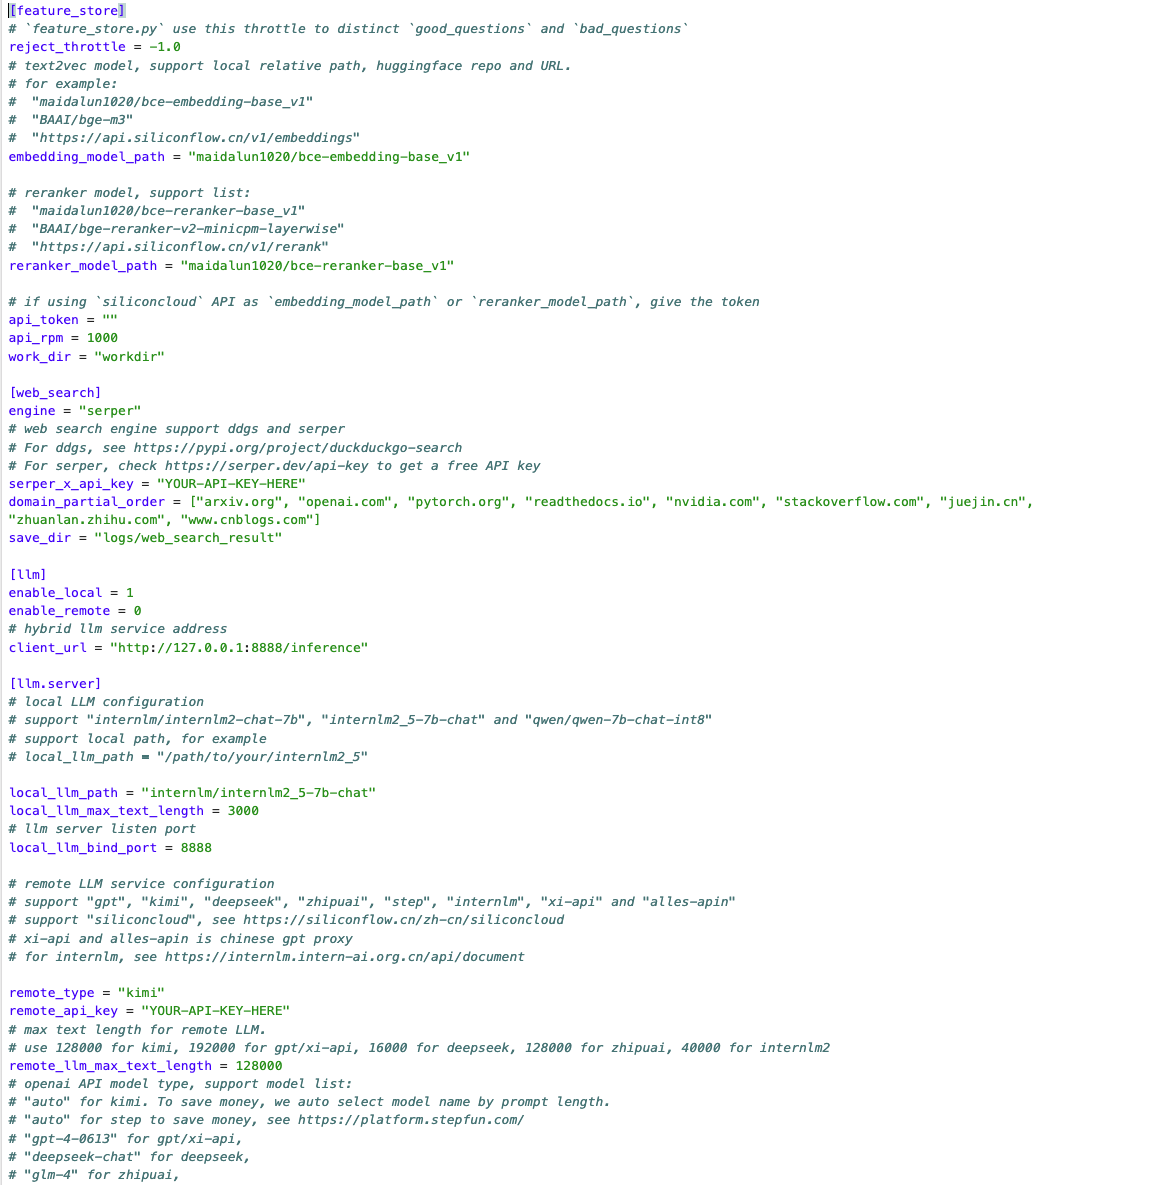 [feature_store]
# `feature_store.py` use this throttle to distinct `good_questions` and `bad_questions`
reject_throttle = -1.0
# text2vec model, support local relative path, huggingface repo and URL.
# for example:
#  "maidalun1020/bce-embedding-base_v1"
#  "BAAI/bge-m3"
#  "https://api.siliconflow.cn/v1/embeddings"
embedding_model_path = "maidalun1020/bce-embedding-base_v1"

# reranker model, support list:
#  "maidalun1020/bce-reranker-base_v1"
#  "BAAI/bge-reranker-v2-minicpm-layerwise"
#  "https://api.siliconflow.cn/v1/rerank"
reranker_model_path = "maidalun1020/bce-reranker-base_v1"

# if using `siliconcloud` API as `embedding_model_path` or `reranker_model_path`, give the token
api_token = ""
api_rpm = 1000
work_dir = "workdir"

[web_search]
engine = "serper"
# web search engine support ddgs and serper
# For ddgs, see https://pypi.org/project/duckduckgo-search
# For serper, check https://serper.dev/api-key to get a free API key
serper_x_api_key = "YOUR-API-KEY-HERE"
domain_partial_order = ["arxiv.org", "openai.com", "pytorch.org", "readthedocs.io", "nvidia.com", "stackoverflow.com", "juejin.cn",
"zhuanlan.zhihu.com", "www.cnblogs.com"]
save_dir = "logs/web_search_result"

[llm]
enable_local = 1
enable_remote = 0
# hybrid llm service address
client_url = "http://127.0.0.1:8888/inference"

[llm.server]
# local LLM configuration
# support "internlm/internlm2-chat-7b", "internlm2_5-7b-chat" and "qwen/qwen-7b-chat-int8"
# support local path, for example
# local_llm_path = "/path/to/your/internlm2_5"

local_llm_path = "internlm/internlm2_5-7b-chat"
local_llm_max_text_length = 3000
# llm server listen port
local_llm_bind_port = 8888

# remote LLM service configuration
# support "gpt", "kimi", "deepseek", "zhipuai", "step", "internlm", "xi-api" and "alles-apin"
# support "siliconcloud", see https://siliconflow.cn/zh-cn/siliconcloud
# xi-api and alles-apin is chinese gpt proxy
# for internlm, see https://internlm.intern-ai.org.cn/api/document

remote_type = "kimi"
remote_api_key = "YOUR-API-KEY-HERE"
# max text length for remote LLM.
# use 128000 for kimi, 192000 for gpt/xi-api, 16000 for deepseek, 128000 for zhipuai, 40000 for internlm2
remote_llm_max_text_length = 128000
# openai API model type, support model list:
# "auto" for kimi. To save money, we auto select model name by prompt length.
# "auto" for step to save money, see https://platform.stepfun.com/
# "gpt-4-0613" for gpt/xi-api,
# "deepseek-chat" for deepseek,
# "glm-4" for zhipuai,